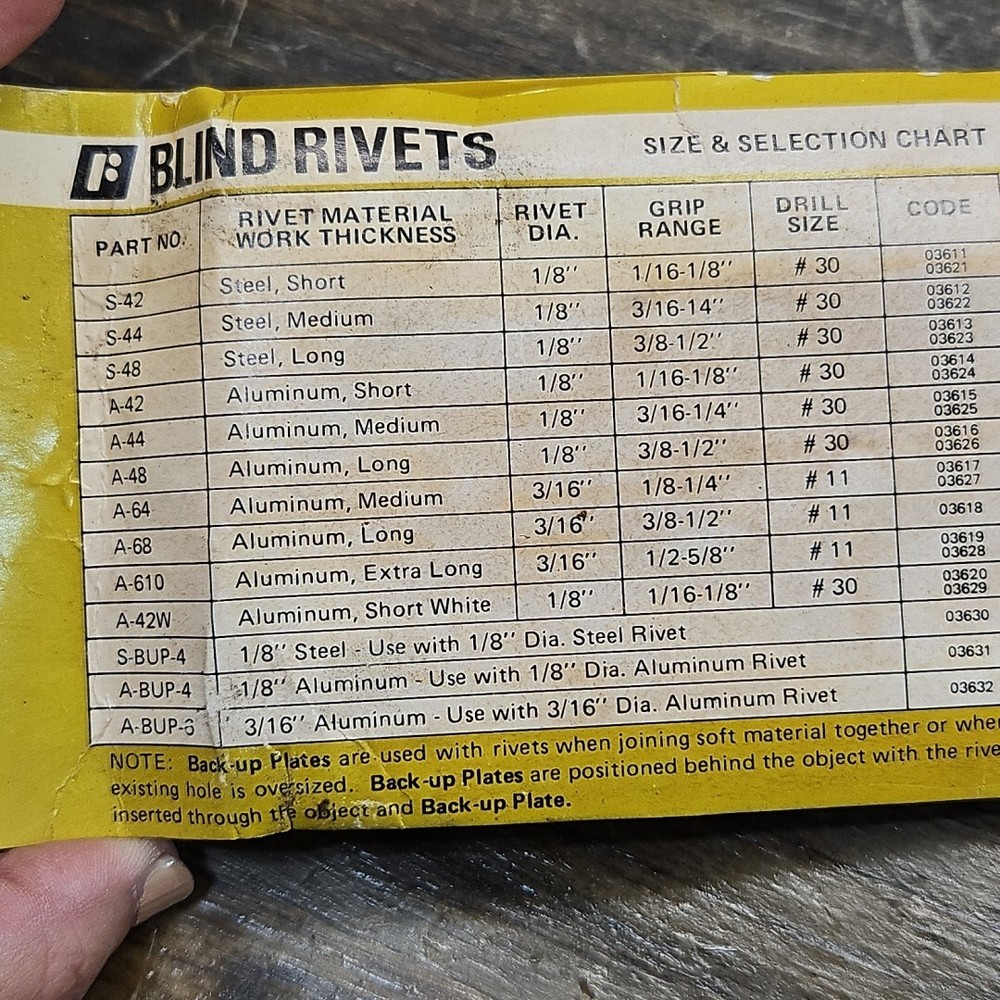 BLIND RIVETS SIZE & SELECTION CHART
PART NO. RIVET MATERIAL WORK THICKNESS RIVET DIA. GRIP RANGE DRILL SIZE CODE
S-42 Steel, Short 1/8'' 1/16-1/8'' # 30 03611 03621
S-44 Steel, Medium 1/8'' 3/16-14'' # 30 03612 03622
S-48 Steel, Long 1/8'' 3/8-1/2'' # 30 03613 03623
A-42 Aluminum, Short 1/8'' 1/16-1/8'' # 30 03614 03624
A-44 Aluminum, Medium 1/8'' 3/16-1/4'' # 30 03615 03625
A-48 Aluminum, Long 1/8'' 3/8-1/2'' # 30 03616 03626
A-64 Aluminum, Medium 3/16'' 1/8-1/4'' # 11 03617 03627
A-68 Aluminum, Long 3/16'' 3/8-1/2'' # 11 03618
A-610 Aluminum, Extra Long 3/16'' 1/2-5/8'' # 11 03619 03628
A-42W Aluminum, Short White 1/8'' 1/16-1/8'' # 30 03620 03629
S-BUP-4 1/8'' Steel - Use with 1/8'' Dia. Steel Rivet 03630
A-BUP-4 1/8'' Aluminum - Use with 1/8'' Dia. Aluminum Rivet 03631
A-BUP-6 3/16'' Aluminum - Use with 3/16'' Dia. Aluminum Rivet 03632
NOTE: Back-up Plates are used with rivets when joining soft material together or
existing hole is oversized. Back-up Plates are positioned behind the object with the
inserted through the object and Back-up Plate.